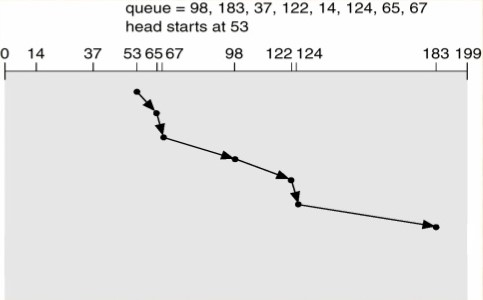 queue = 98, 183, 37, 122, 14, 124, 65, 67
head starts at 53
0 14 37 53 65 67 98 122 124 183 199